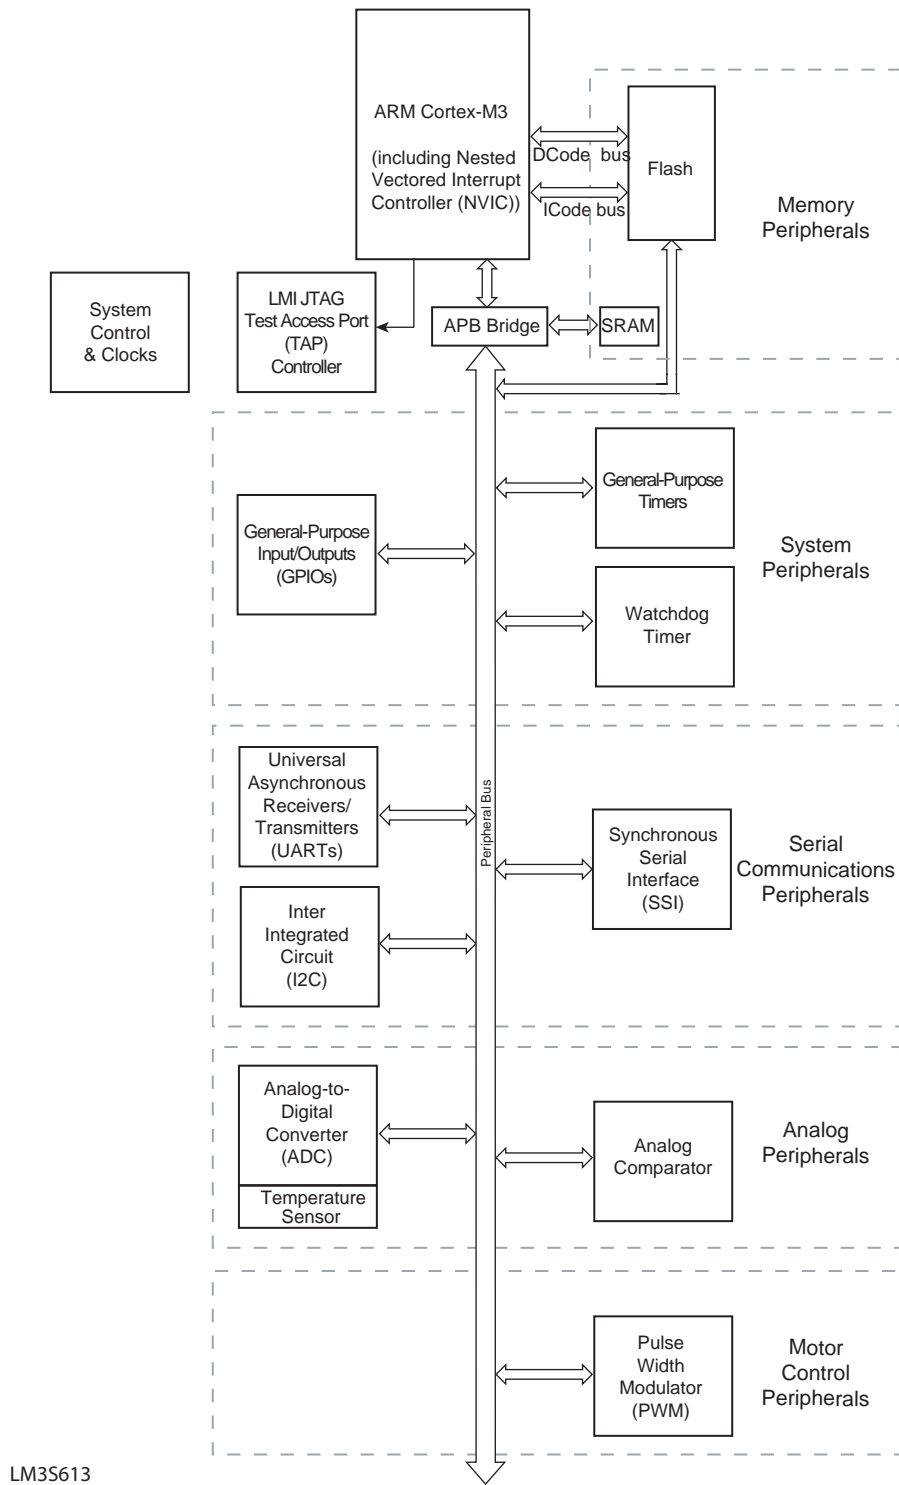 ARM Cortex-M3
(including Nested
Vectored Interrupt
Controller (NVIC))
DCode bus
ICode bus
Flash
Memory
Peripherals
System
Control
& Clocks
LMI JTAG
Test Access Port
(TAP)
Controller
APB Bridge
SRAM
General-Purpose
Timers
General-Purpose
Input/Outputs
(GPIOs)
System
Peripherals
Watchdog
Timer
Universal
Asynchronous
Receivers/
Transmitters
(UARTs)
Peripheral Bus
Synchronous
Serial
Interface
(SSI)
Serial
Communications
Peripherals
Inter
Integrated
Circuit
(I2C)
Analog-to-
Digital
Converter
(ADC)
Temperature
Sensor
Analog
Comparator
Analog
Peripherals
Pulse
Width
Modulator
(PWM)
Motor
Control
Peripherals
LM3S613